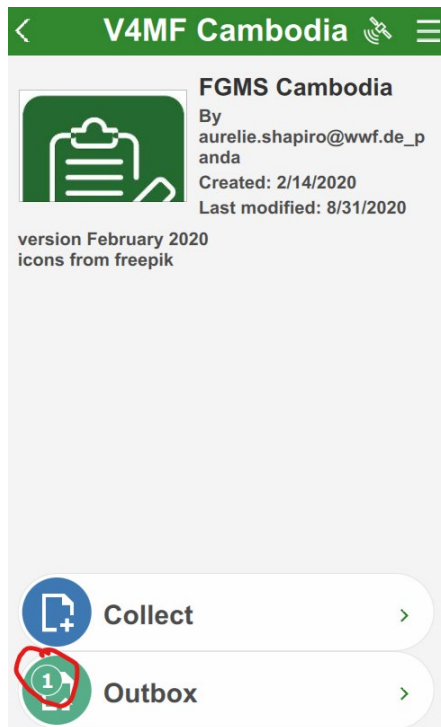 V4MF Cambodia
FGMS Cambodia
By
aurelie.shapiro@wwf.de_p
anda
Created: 2/14/2020
Last modified: 8/31/2020
version February 2020
icons from freepik
Collect
1
Outbox